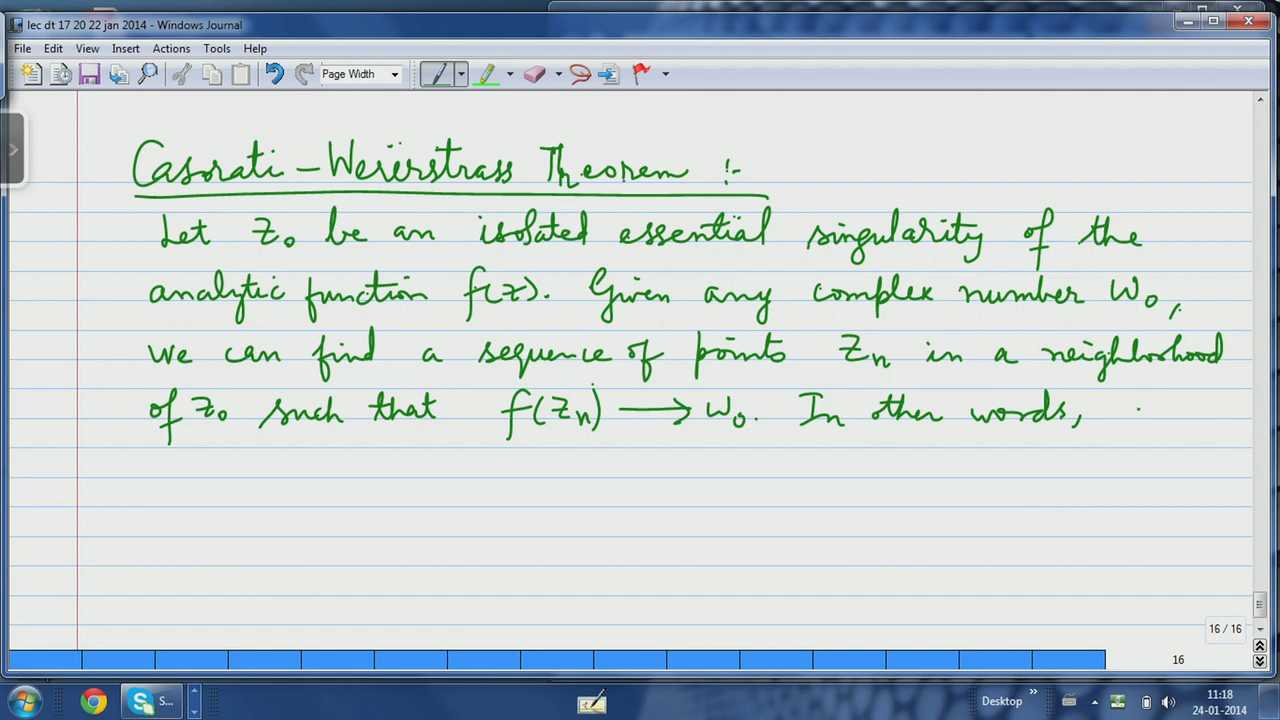 lec dt 17 20 22 jan 2014 - Windows Journal
File Edit View Insert Actions Tools Help
Page Width
Casorati - Weierstrass Theorem :-
Let z₀ be an isolated essential singularity of the
analytic function f(z). Given any complex number w₀,
we can find a sequence of points zₙ in a neighborhood
of z₀ such that f(zₙ) ⟶ w₀. In other words,
16 / 16
16
S... Desktop 11:18
24-01-2014